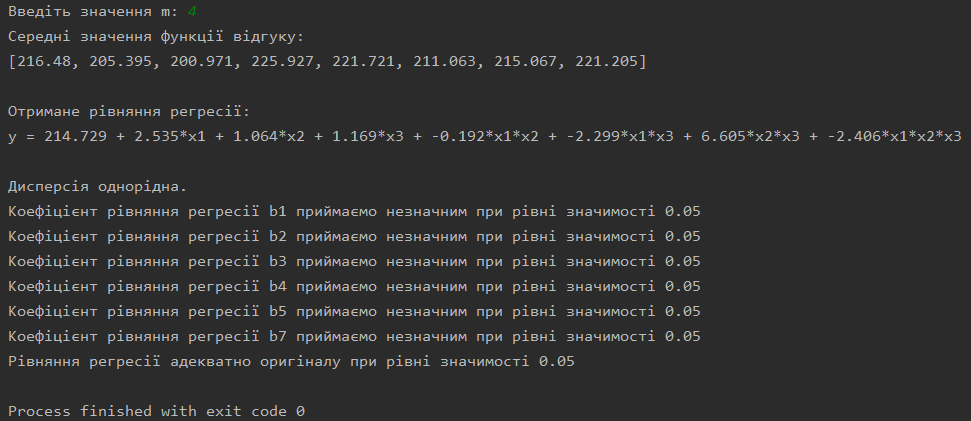 Введіть значення m: 4
Середні значення функції відгуку:
[216.48, 205.395, 200.971, 225.927, 221.721, 211.063, 215.067, 221.205]
Отримане рівняння регресії:
y = 214.729 + 2.535*x1 + 1.064*x2 + 1.169*x3 + -0.192*x1*x2 + -2.299*x1*x3 + 6.605*x2*x3 + -2.406*x1*x2*x3
Дисперсія однорідна.
Коефіцієнт рівняння регресії b1 приймаємо незначним при рівні значимості 0.05
Коефіцієнт рівняння регресії b2 приймаємо незначним при рівні значимості 0.05
Коефіцієнт рівняння регресії b3 приймаємо незначним при рівні значимості 0.05
Коефіцієнт рівняння регресії b4 приймаємо незначним при рівні значимості 0.05
Коефіцієнт рівняння регресії b5 приймаємо незначним при рівні значимості 0.05
Коефіцієнт рівняння регресії b7 приймаємо незначним при рівні значимості 0.05
Рівняння регресії адекватно оригіналу при рівні значимості 0.05
Process finished with exit code 0